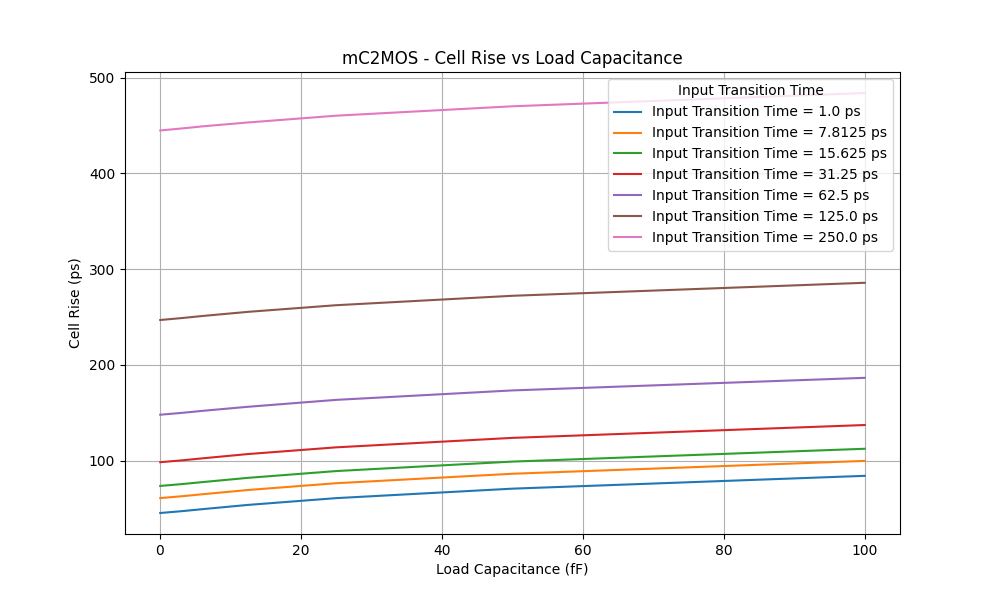 mC2MOS - Cell Rise vs Load Capacitance
500
400
300
200
100
Cell Rise (ps)
Input Transition Time
Input Transition Time = 1.0 ps
Input Transition Time = 7.8125 ps
Input Transition Time = 15.625 ps
Input Transition Time = 31.25 ps
Input Transition Time = 62.5 ps
Input Transition Time = 125.0 ps
Input Transition Time = 250.0 ps
0 20 40 60 80 100
Load Capacitance (fF)